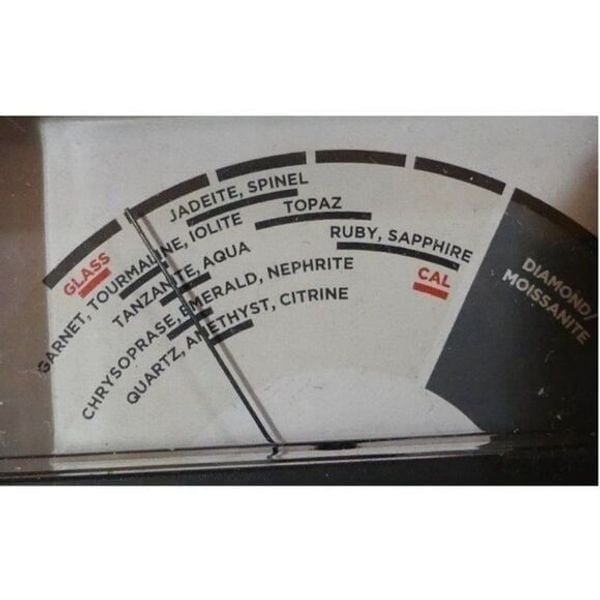 JADEITE, SPINEL
TOPAZ
RUBY, SAPPHIRE
GLASS
GARNET, TOURMALINE, IOLITE
TANZANITE, AQUA
CAL
CHRYSOPRASE, EMERALD, NEPHRITE
QUARTZ, AMETHYST, CITRINE
DIAMOND/
MOISSANITE